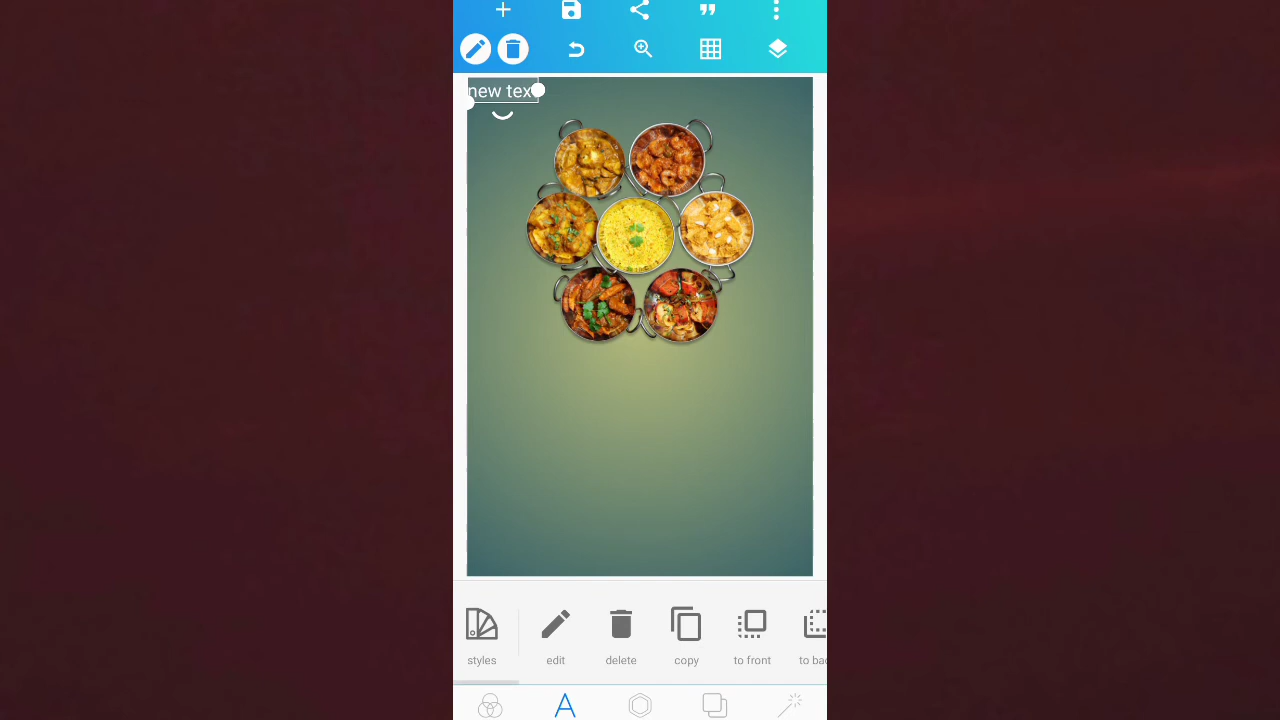 new tex
styles
edit
delete
copy
to front
to bac